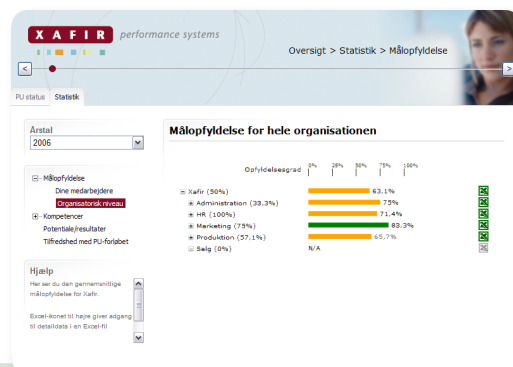 XAFIR performance systems
Oversigt > Statistik > Målopfyldelse
<
>
PU status Statistik
Årstal
2006
Målopfyldelse
Dine medarbejdere
Organisatorisk niveau
Kompetencer
Potentiale/resultater
Tilfredshed med PU-forløbet
Hjælp
Her ser du den gennemsnitlige
målopfyldelse for Xafir.
Excel-ikonet til højre giver adgang
til detaildata i en Excel-fil
Målopfyldelse for hele organisationen
Opfyldelsesgrad 0% 25% 50% 75% 100%
Xafir (50%) 63,1%
Administration (33,3%) 75%
HR (100%) 71,4%
Marketing (75%) 83,3%
Produktion (57,1%) 65,7%
Salg (0%) N/A